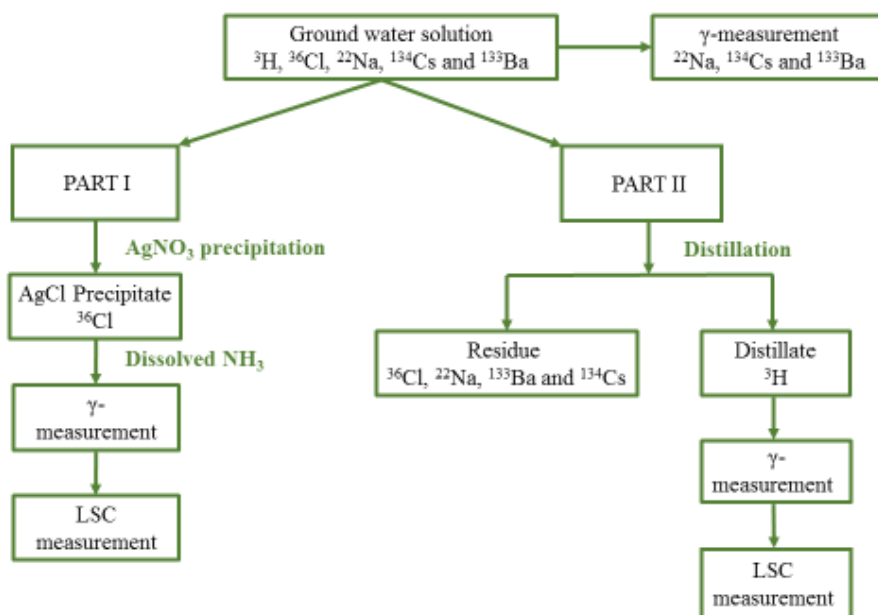 Ground water solution
³H, ³⁶Cl, ²²Na, ¹³⁴Cs and ¹³³Ba
γ-measurement
²²Na, ¹³⁴Cs and ¹³³Ba
PART I
PART II
AgNO₃ precipitation
Distillation
AgCl Precipitate
³⁶Cl
Dissolved NH₃
Residue
³⁶Cl, ²²Na, ¹³³Ba and ¹³⁴Cs
Distillate
³H
γ-
measurement
γ-
measurement
LSC
measurement
LSC
measurement